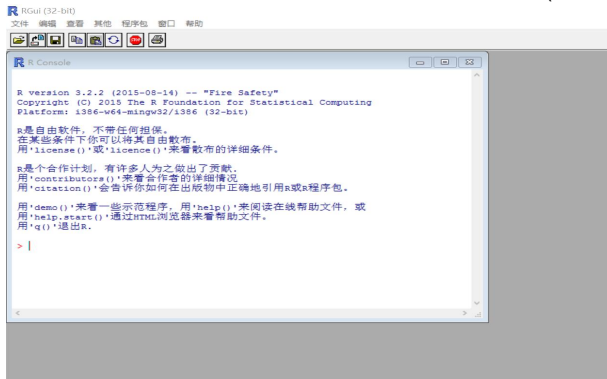 RGui (32-bit)
文件 编辑 查看 其他 程序包 窗口 帮助
STOP
R Console
R version 3.2.2 (2015-08-14) -- "Fire Safety"
Copyright (C) 2015 The R Foundation for Statistical Computing
Platform: i386-w64-mingw32/i386 (32-bit)
R是自由软件，不带任何担保。
在某些条件下你可以将其自由散布。
用'license()'或'licence()'来看散布的详细条件。
R是个合作计划，有许多人为之做出了贡献.
用'contributors()'来看合作者的详细情况
用'citation()'会告诉你如何在出版物中正确地引用R或R程序包。
用'demo()'来看一些示范程序，用'help()'来阅读在线帮助文件，或
用'help.start()'通过HTML浏览器来看帮助文件。
用'q()'退出R.
>